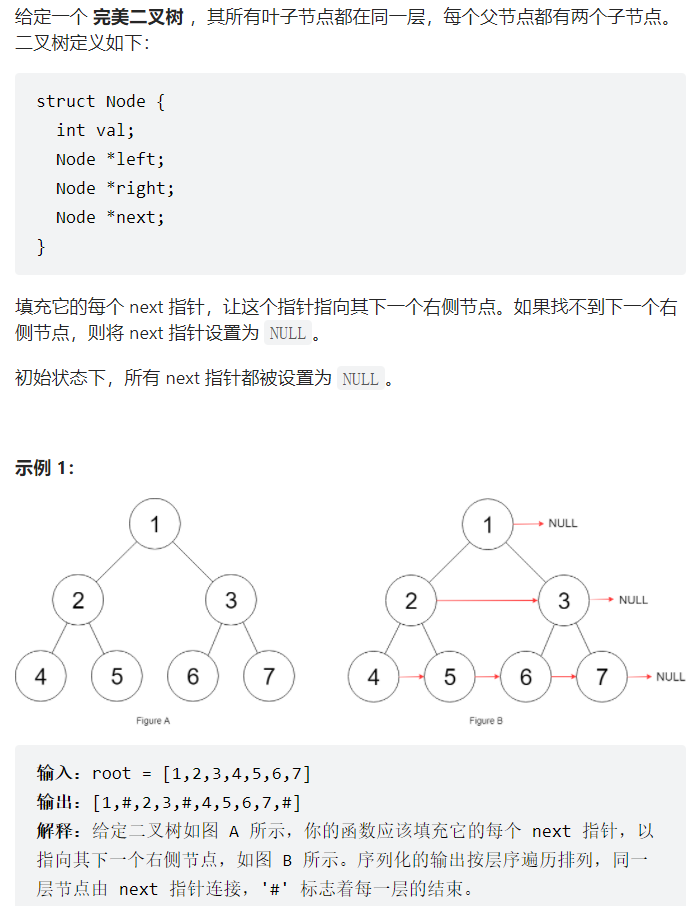 给定一个 完美二叉树 ，其所有叶子节点都在同一层，每个父节点都有两个子节点。
二叉树定义如下：
struct Node {
  int val;
  Node *left;
  Node *right;
  Node *next;
}
填充它的每个 next 指针，让这个指针指向其下一个右侧节点。如果找不到下一个右
侧节点，则将 next 指针设置为 NULL 。
初始状态下，所有 next 指针都被设置为 NULL 。
示例 1：
1
2 3
4 5 6 7
Figure A
1 NULL
2 3 NULL
4 5 6 7 NULL
Figure B
输入：root = [1,2,3,4,5,6,7]
输出：[1,#,2,3,#,4,5,6,7,#]
解释：给定二叉树如图 A 所示，你的函数应该填充它的每个 next 指针，以
指向其下一个右侧节点，如图 B 所示。序列化的输出按层序遍历排列，同一
层节点由 next 指针连接，'#' 标志着每一层的结束。